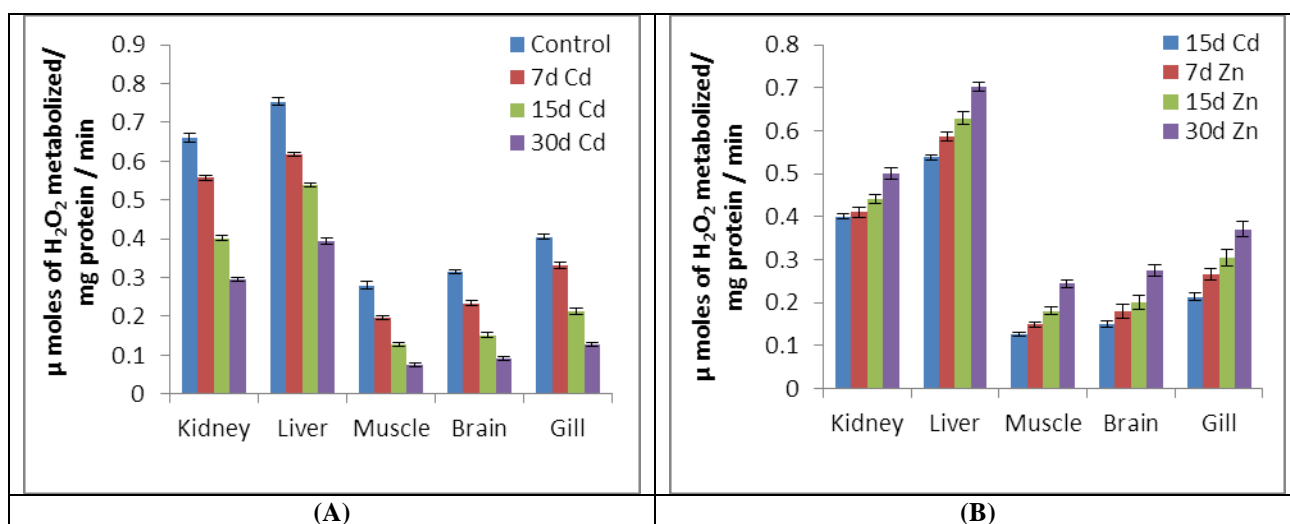 μ moles of H₂O₂ metabolized/
mg protein / min
0.9
0.8
0.7
0.6
0.5
0.4
0.3
0.2
0.1
0
Control
7d Cd
15d Cd
30d Cd
Kidney Liver Muscle Brain Gill
(A)
μ moles of H₂O₂ metabolized/
mg protein / min
0.8
0.7
0.6
0.5
0.4
0.3
0.2
0.1
0
15d Cd
7d Zn
15d Zn
30d Zn
Kidney Liver Muscle Brain Gill
(B)